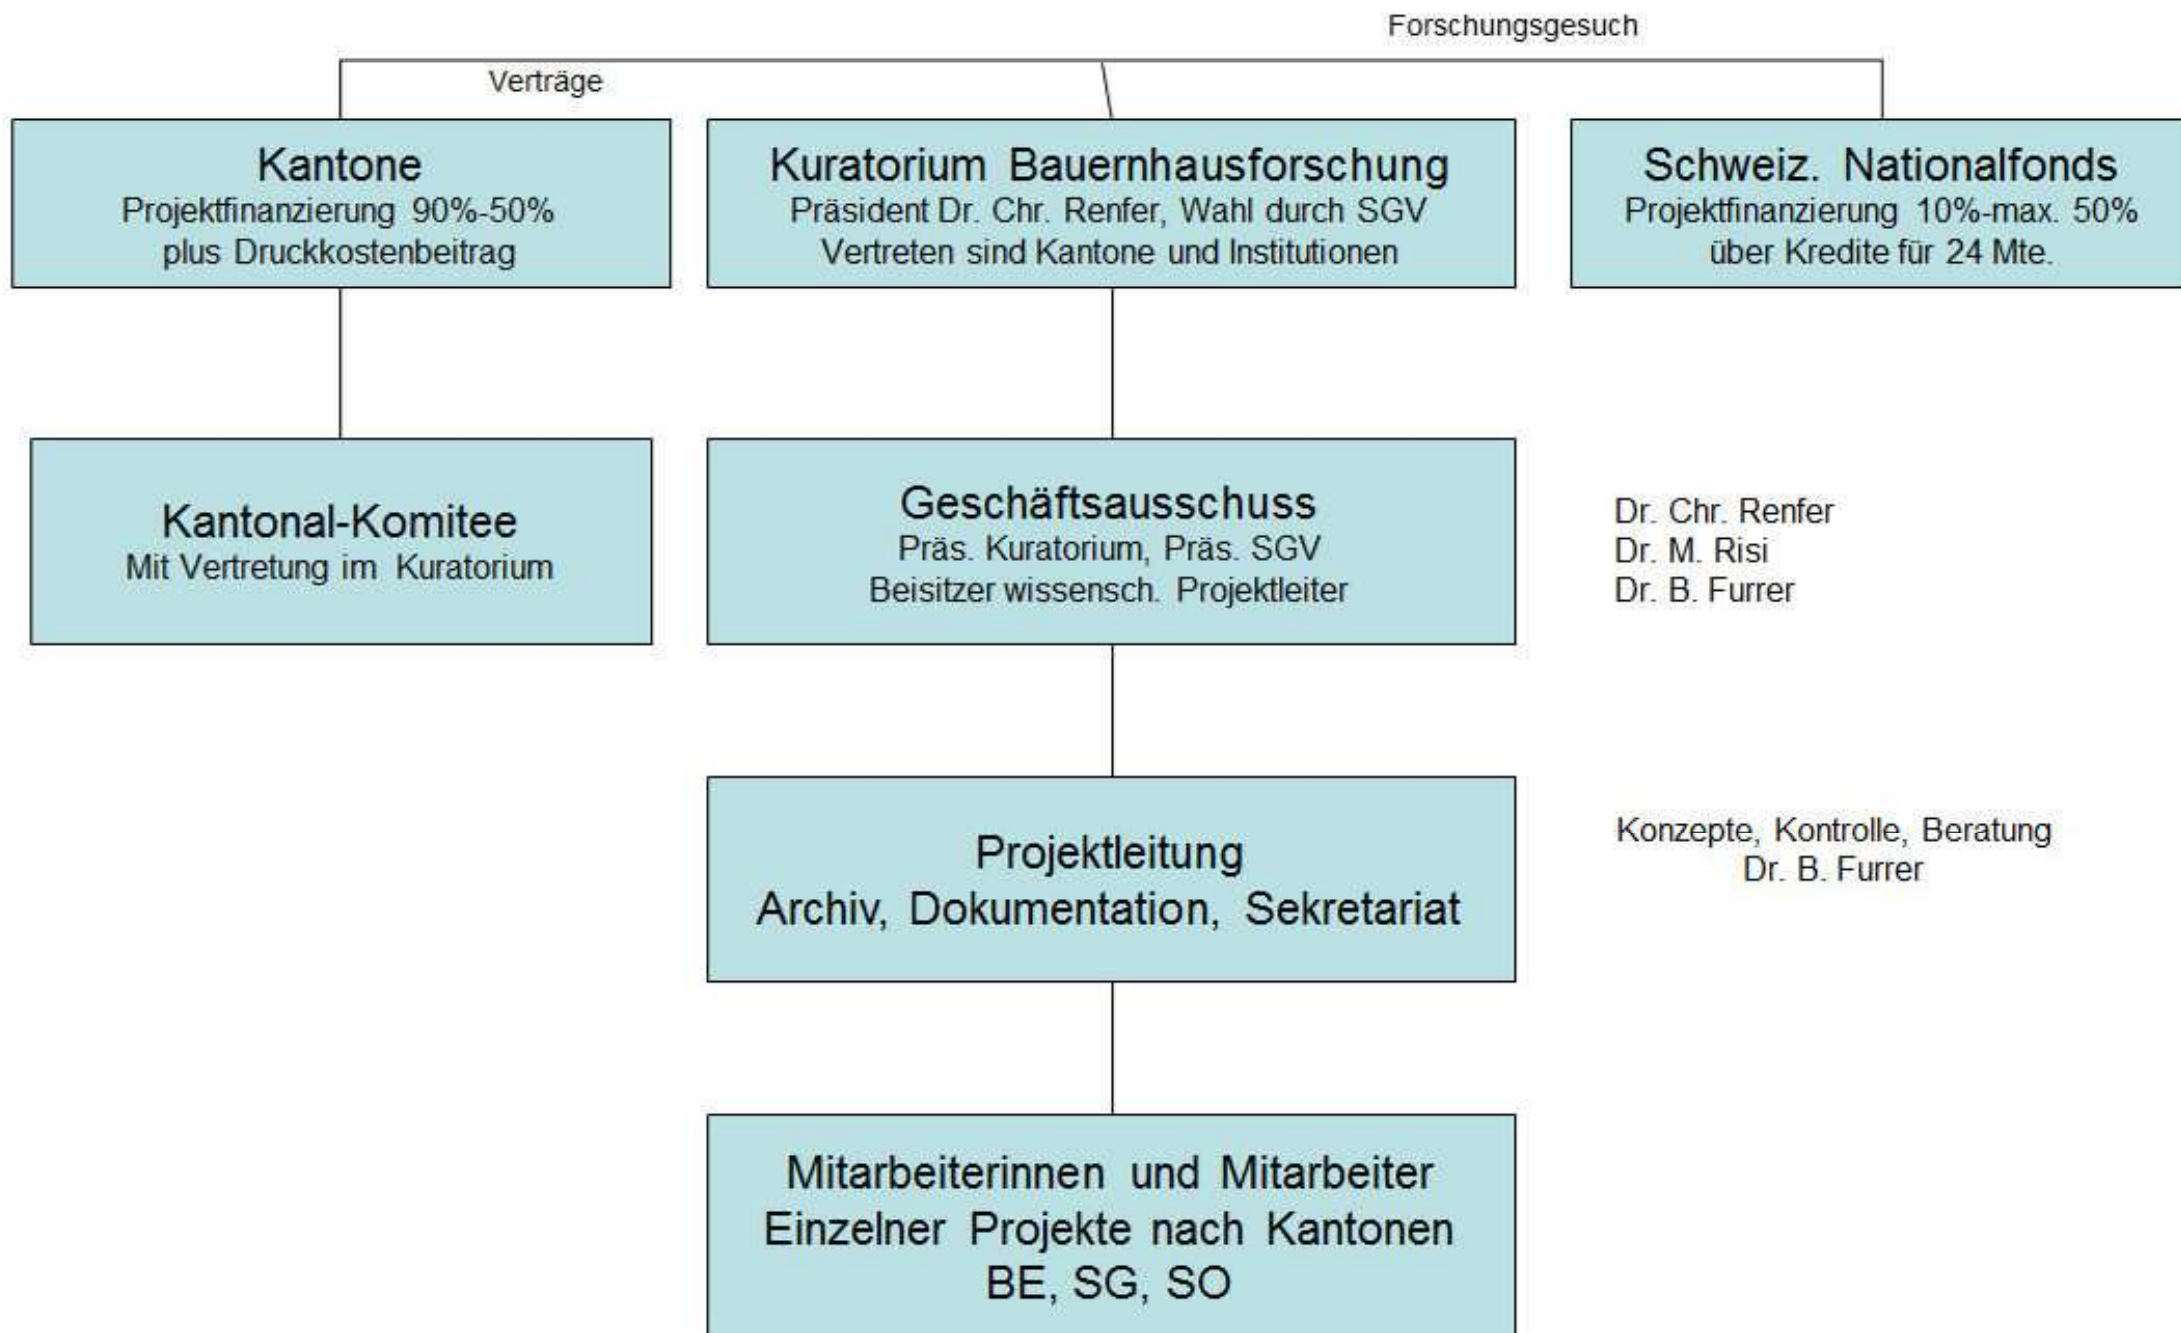 Forschungsgesuch
Verträge
Kantone
Projektfinanzierung 90%-50%
plus Druckkostenbeitrag
Kuratorium Bauernhausforschung
Präsident Dr. Chr. Renfer, Wahl durch SGV
Vertreten sind Kantone und Institutionen
Schweiz. Nationalfonds
Projektfinanzierung 10%-max. 50%
über Kredite für 24 Mte.
Kantonal-Komitee
Mit Vertretung im Kuratorium
Geschäftsausschuss
Präs. Kuratorium, Präs. SGV
Beisitzer wissensch. Projektleiter
Dr. Chr. Renfer
Dr. M. Risi
Dr. B. Furrer
Projektleitung
Archiv, Dokumentation, Sekretariat
Konzepte, Kontrolle, Beratung
Dr. B. Furrer
Mitarbeiterinnen und Mitarbeiter
Einzelner Projekte nach Kantonen
BE, SG, SO